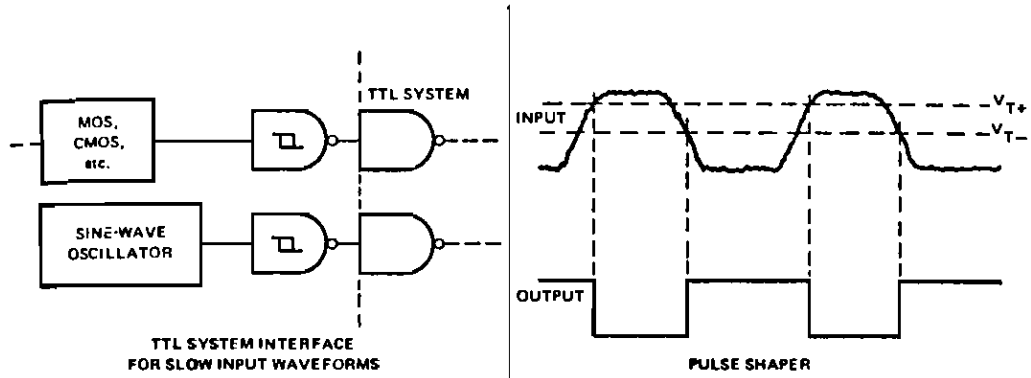 TTL SYSTEM
MOS,
CMOS,
etc.
SINE-WAVE
OSCILLATOR
TTL SYSTEM INTERFACE
FOR SLOW INPUT WAVEFORMS
INPUT
VT+
VT−
OUTPUT
PULSE SHAPER